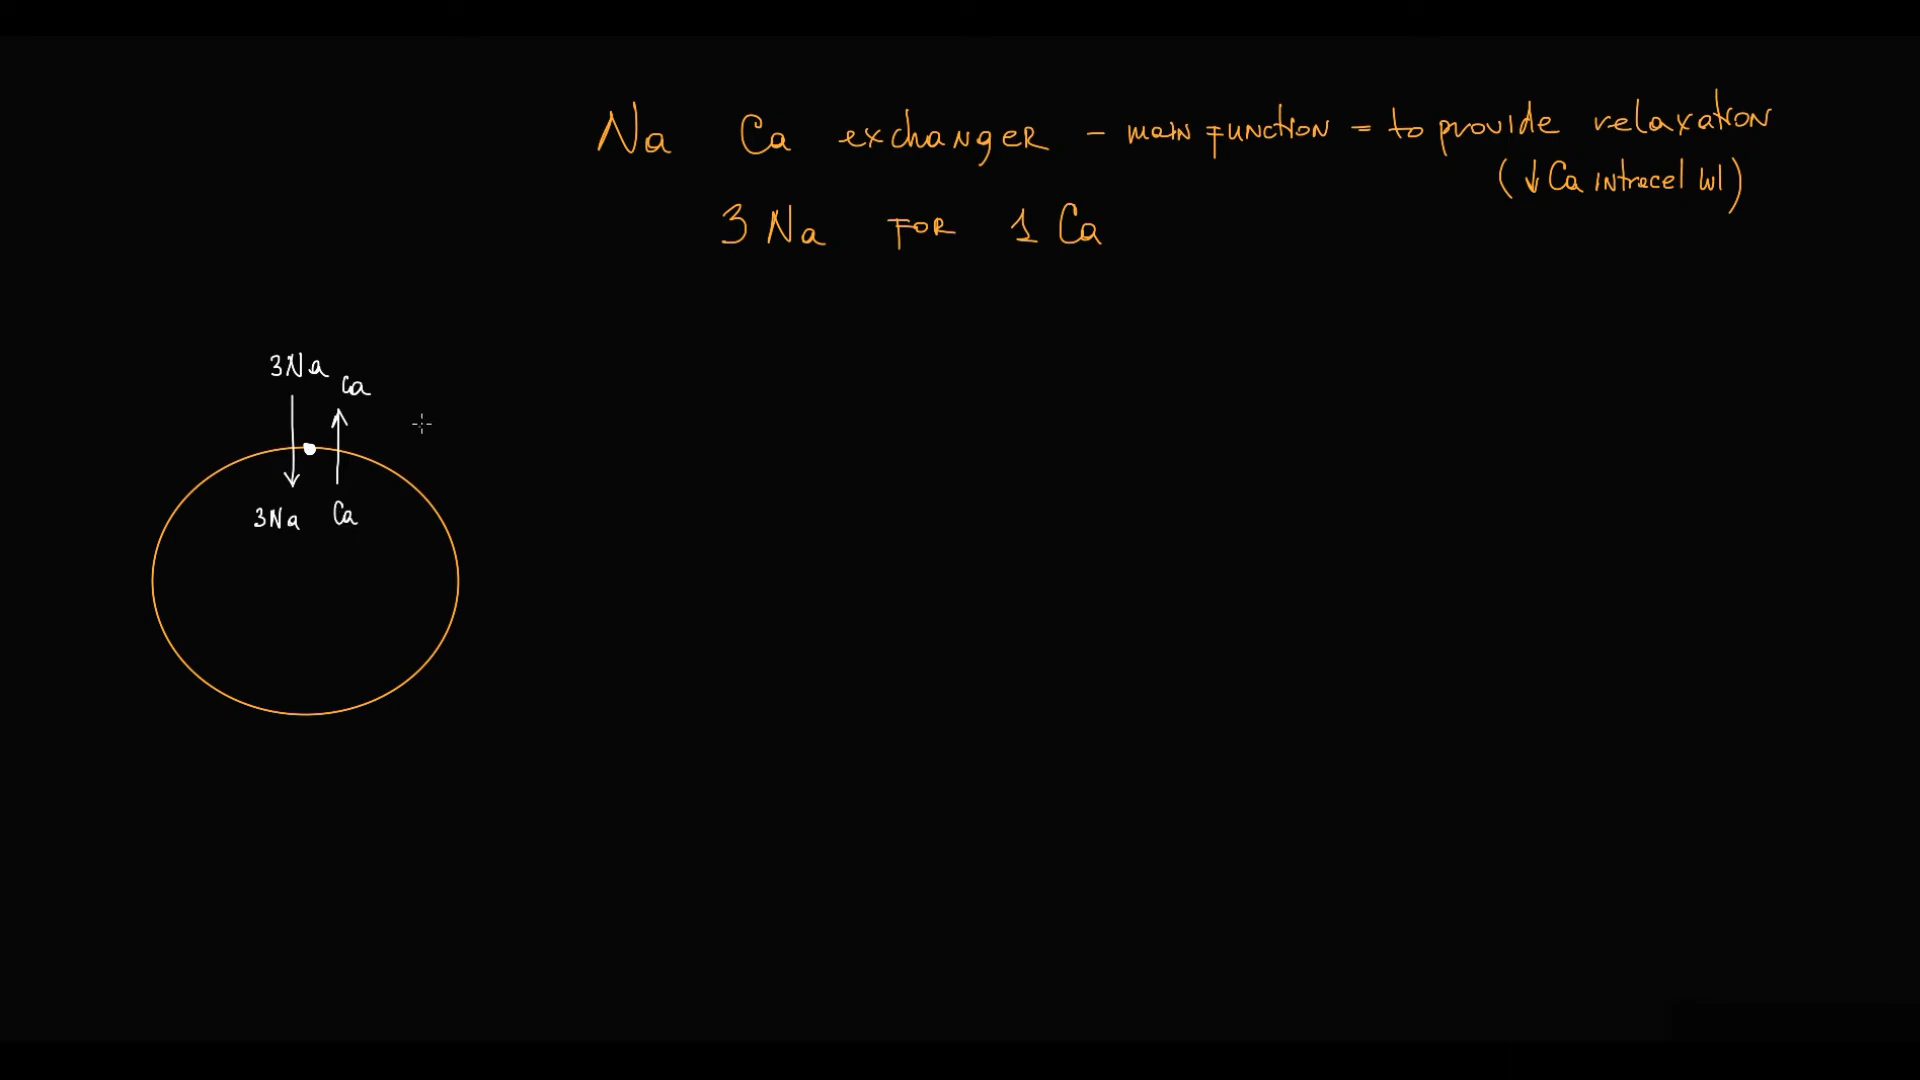 Na Ca exchanger - main function = to provide relaxation
(↓ Ca intracel lvl)
3 Na for 1 Ca
3Na
Ca
3Na Ca